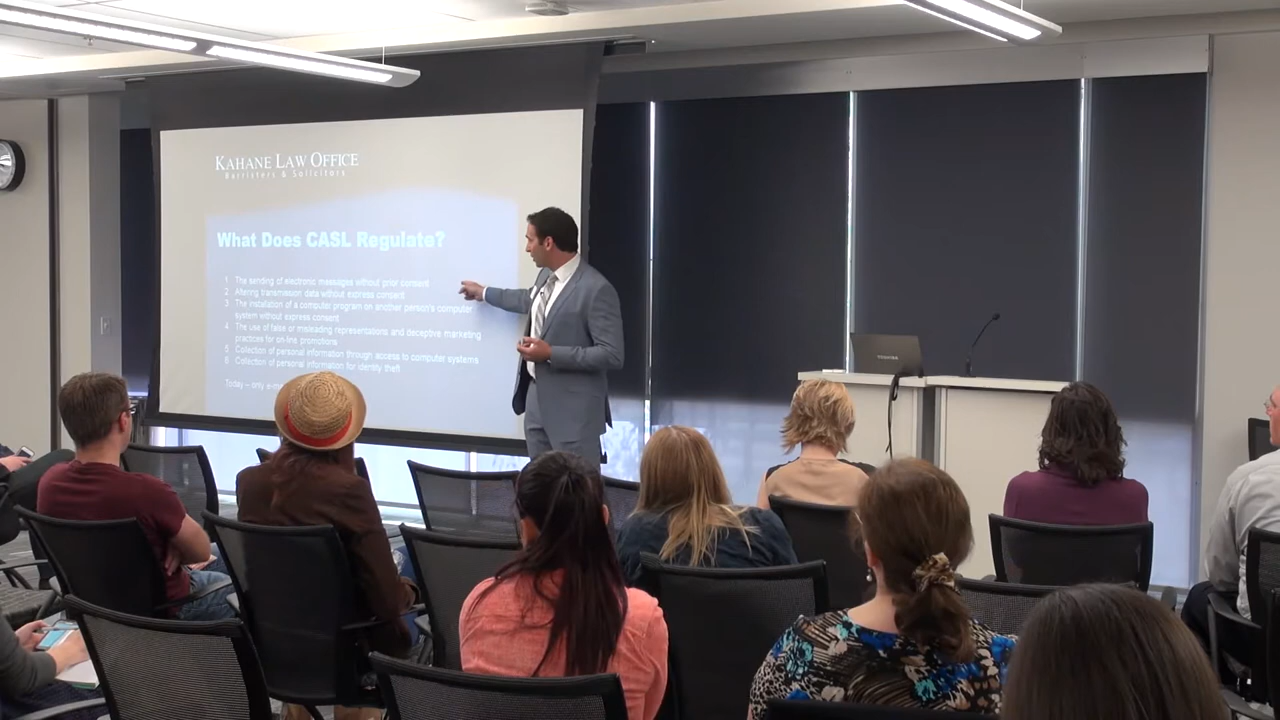 KAHANE LAW OFFICE
Barristers & Solicitors
What Does CASL Regulate?
1 The sending of electronic messages without prior consent
2 Altering transmission data without express consent
3 The installation of a computer program on another person's computer
system without express consent
4 The use of false or misleading representations and deceptive marketing
practices for on-line promotions
5 Collection of personal information through access to computer systems
6 Collection of personal information for identity theft
Today – only
TOSHIBA